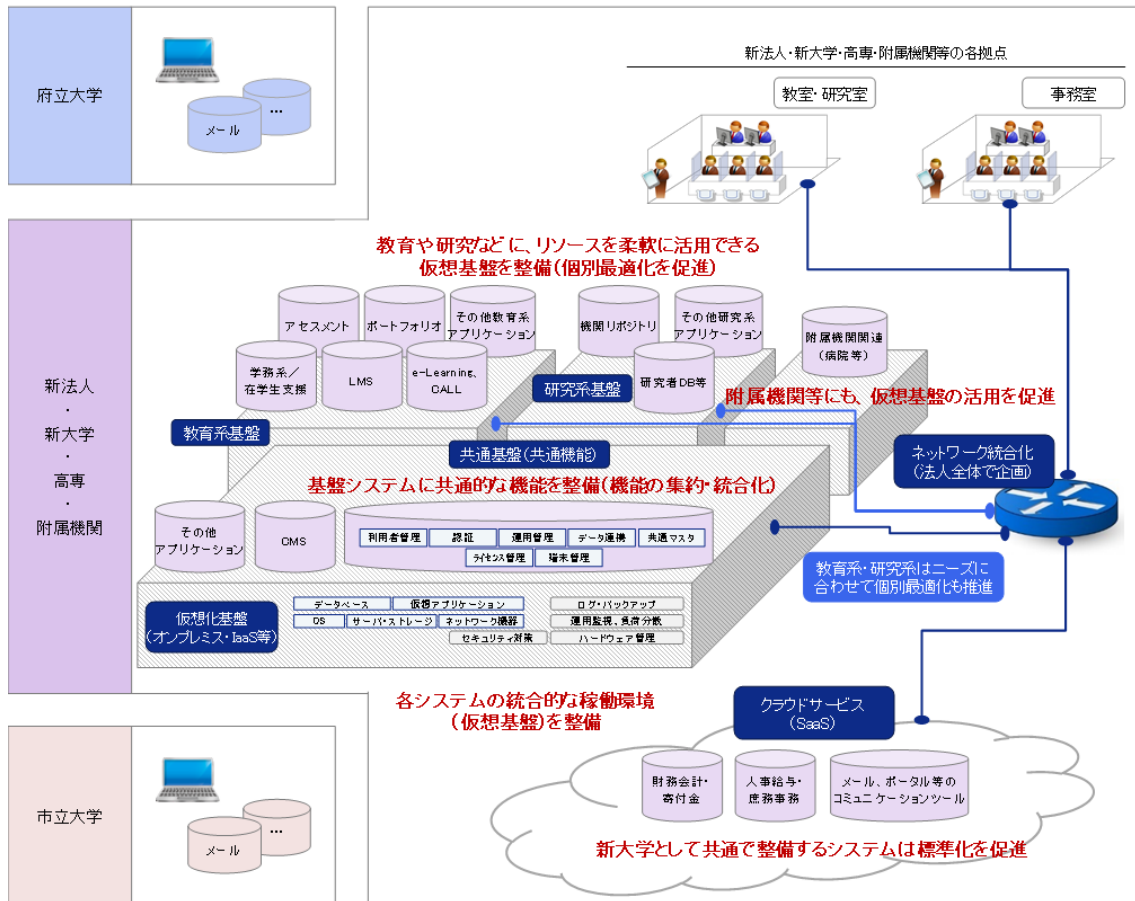 府立大学
メール
…
新法人・新大学・高専・附属機関等の各拠点
教室・研究室
事務室
新法人
・
新大学
・
高専
・
附属機関
教育や研究などに、リソースを柔軟に活用できる
仮想基盤を整備(個別最適化を促進)
アセスメント
ポートフォリオ
その他教育系
アプリケーション
機関リポジトリ
その他研究系
アプリケーション
附属機関関連
(病院等)
学務系／
在学生支援
LMS
e-Learning、
CALL
研究系基盤
研究者DB等
附属機関等にも、仮想基盤の活用を促進
教育系基盤
共通基盤(共通機能)
ネットワーク統合化
(法人全体で企画)
基盤システムに共通的な機能を整備(機能の集約・統合化)
その他
アプリケーション
CMS
利用者管理
認証
運用管理
データ連携
共通マスタ
ライセンス管理
端末管理
教育系・研究系はニーズに
合わせて個別最適化も推進
仮想化基盤
(オンプレミス・IaaS等)
データベース
仮想アプリケーション
ログ・バックアップ
OS
サーバ・ストレージ
ネットワーク機器
運用監視、負荷分散
セキュリティ対策
ハードウェア管理
各システムの統合的な稼働環境
(仮想基盤)を整備
クラウドサービス
(SaaS)
財務会計・
寄付金
人事給与・
庶務事務
メール、ポータル等の
コミュニケーションツール
新大学として共通で整備するシステムは標準化を促進
市立大学
メール
…